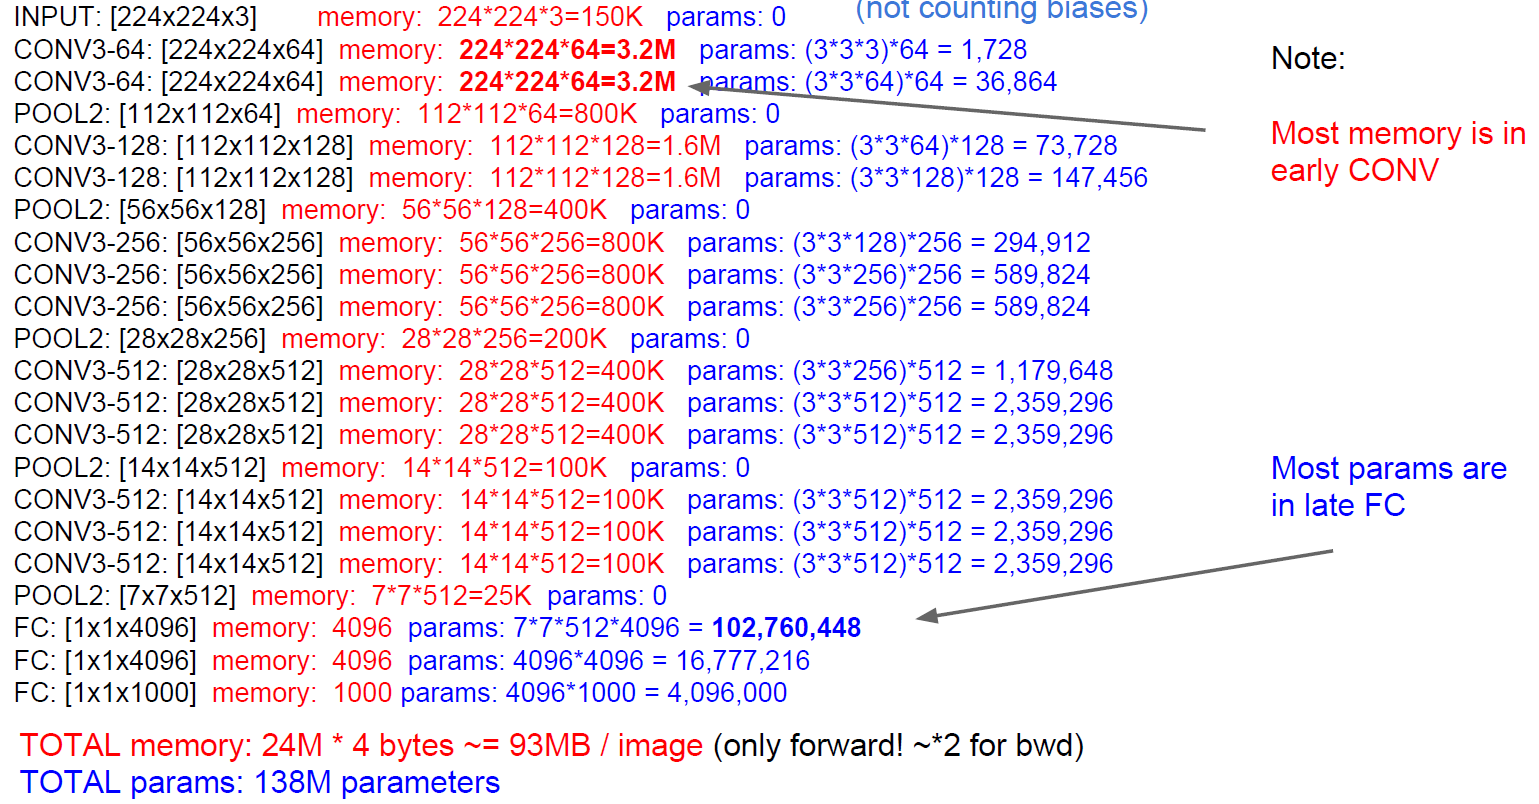 (not counting biases)
INPUT: [224x224x3] memory: 224*224*3=150K params: 0
CONV3-64: [224x224x64] memory: 224*224*64=3.2M params: (3*3*3)*64 = 1,728
CONV3-64: [224x224x64] memory: 224*224*64=3.2M params: (3*3*64)*64 = 36,864
POOL2: [112x112x64] memory: 112*112*64=800K params: 0
CONV3-128: [112x112x128] memory: 112*112*128=1.6M params: (3*3*64)*128 = 73,728
CONV3-128: [112x112x128] memory: 112*112*128=1.6M params: (3*3*128)*128 = 147,456
POOL2: [56x56x128] memory: 56*56*128=400K params: 0
CONV3-256: [56x56x256] memory: 56*56*256=800K params: (3*3*128)*256 = 294,912
CONV3-256: [56x56x256] memory: 56*56*256=800K params: (3*3*256)*256 = 589,824
CONV3-256: [56x56x256] memory: 56*56*256=800K params: (3*3*256)*256 = 589,824
POOL2: [28x28x256] memory: 28*28*256=200K params: 0
CONV3-512: [28x28x512] memory: 28*28*512=400K params: (3*3*256)*512 = 1,179,648
CONV3-512: [28x28x512] memory: 28*28*512=400K params: (3*3*512)*512 = 2,359,296
CONV3-512: [28x28x512] memory: 28*28*512=400K params: (3*3*512)*512 = 2,359,296
POOL2: [14x14x512] memory: 14*14*512=100K params: 0
CONV3-512: [14x14x512] memory: 14*14*512=100K params: (3*3*512)*512 = 2,359,296
CONV3-512: [14x14x512] memory: 14*14*512=100K params: (3*3*512)*512 = 2,359,296
CONV3-512: [14x14x512] memory: 14*14*512=100K params: (3*3*512)*512 = 2,359,296
POOL2: [7x7x512] memory: 7*7*512=25K params: 0
FC: [1x1x4096] memory: 4096 params: 7*7*512*4096 = 102,760,448
FC: [1x1x4096] memory: 4096 params: 4096*4096 = 16,777,216
FC: [1x1x1000] memory: 1000 params: 4096*1000 = 4,096,000
TOTAL memory: 24M * 4 bytes ~= 93MB / image (only forward! ~*2 for bwd)
TOTAL params: 138M parameters
Note:
Most memory is in
early CONV
Most params are
in late FC